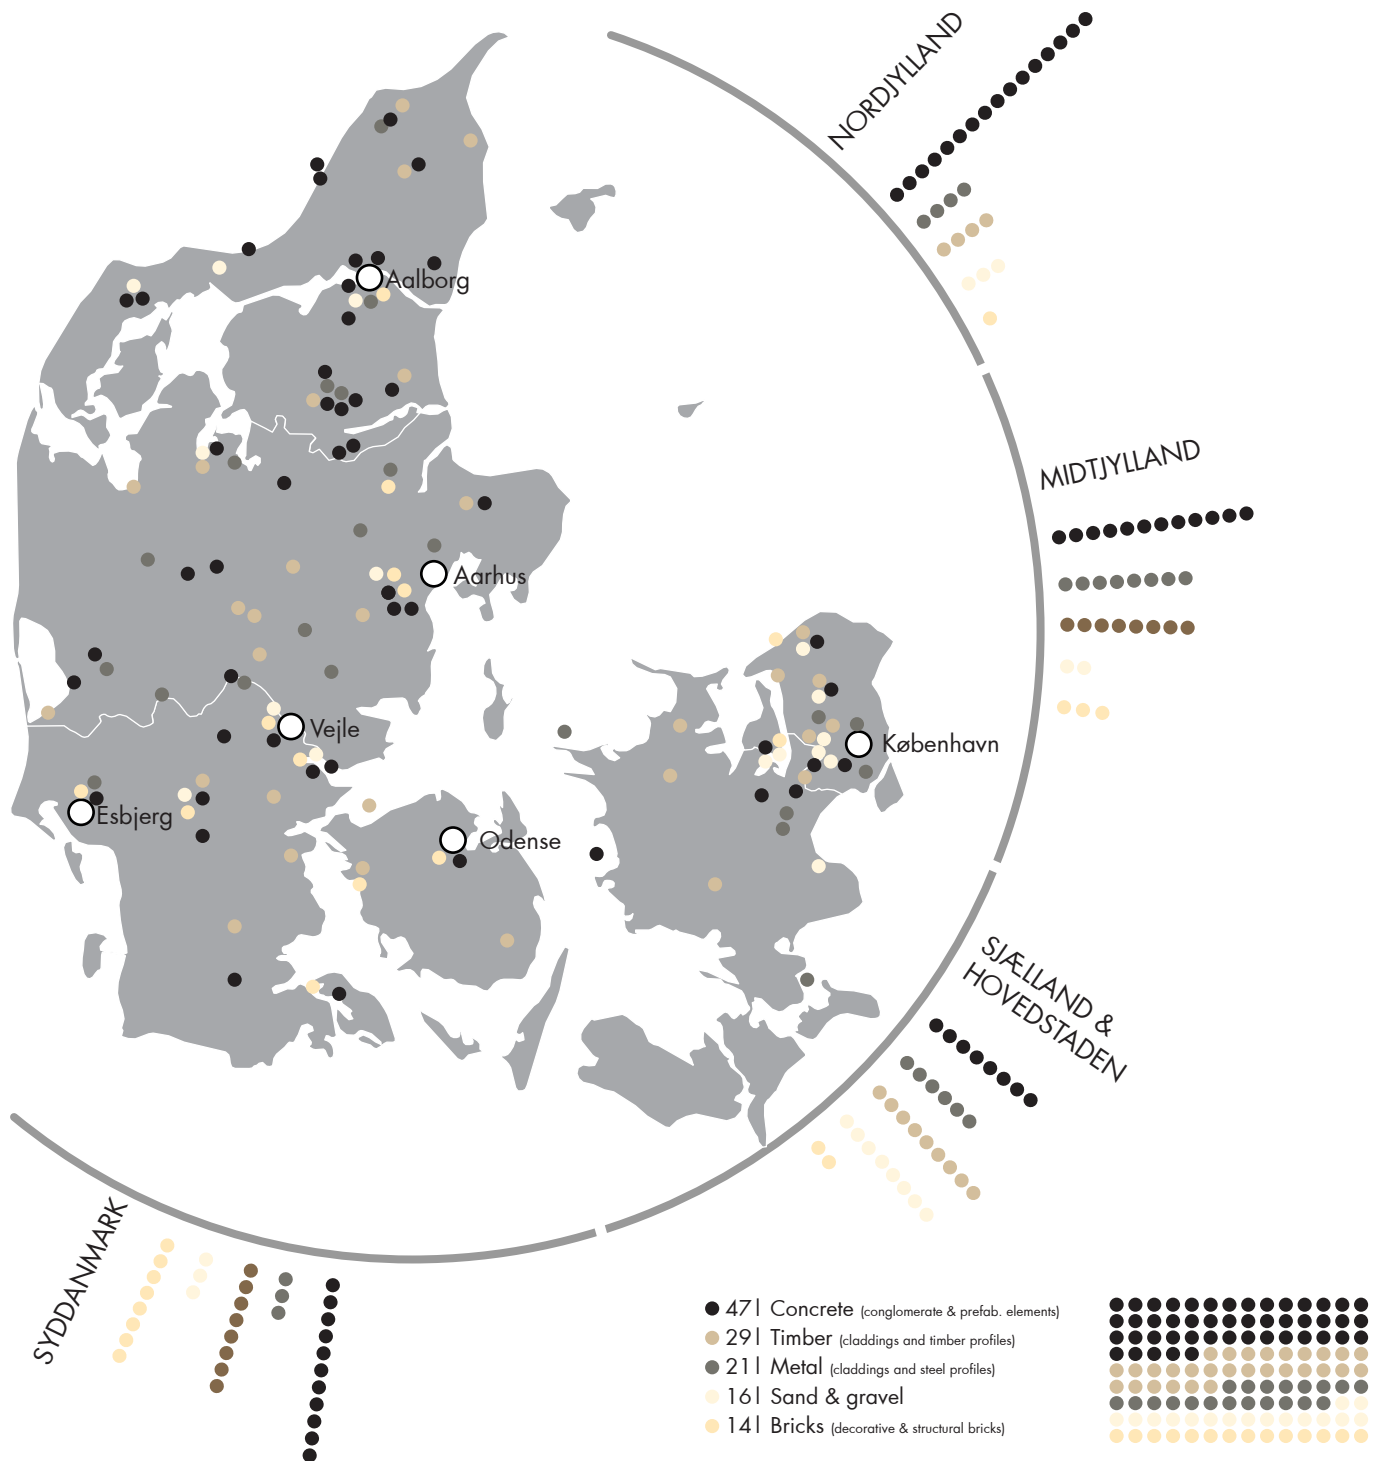 NORDJYLLAND
Aalborg
MIDTJYLLAND
Aarhus
Vejle
København
Esbjerg
Odense
SJÆLLAND &
HOVEDSTADEN
SYDDANMARK
47| Concrete (conglomerate & prefab. elements)
29| Timber (claddings and timber profiles)
21| Metal (claddings and steel profiles)
16| Sand & gravel
14| Bricks (decorative & structural bricks)